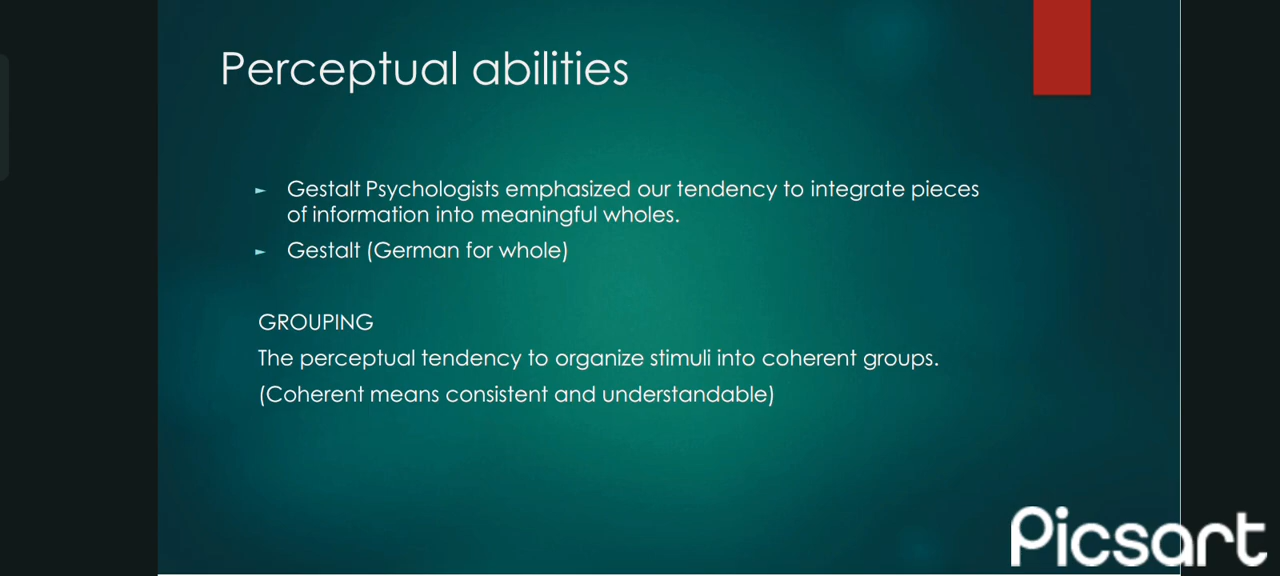 Perceptual abilities
► Gestalt Psychologists emphasized our tendency to integrate pieces
of information into meaningful wholes.
► Gestalt (German for whole)
GROUPING
The perceptual tendency to organize stimuli into coherent groups.
(Coherent means consistent and understandable)
Picsart